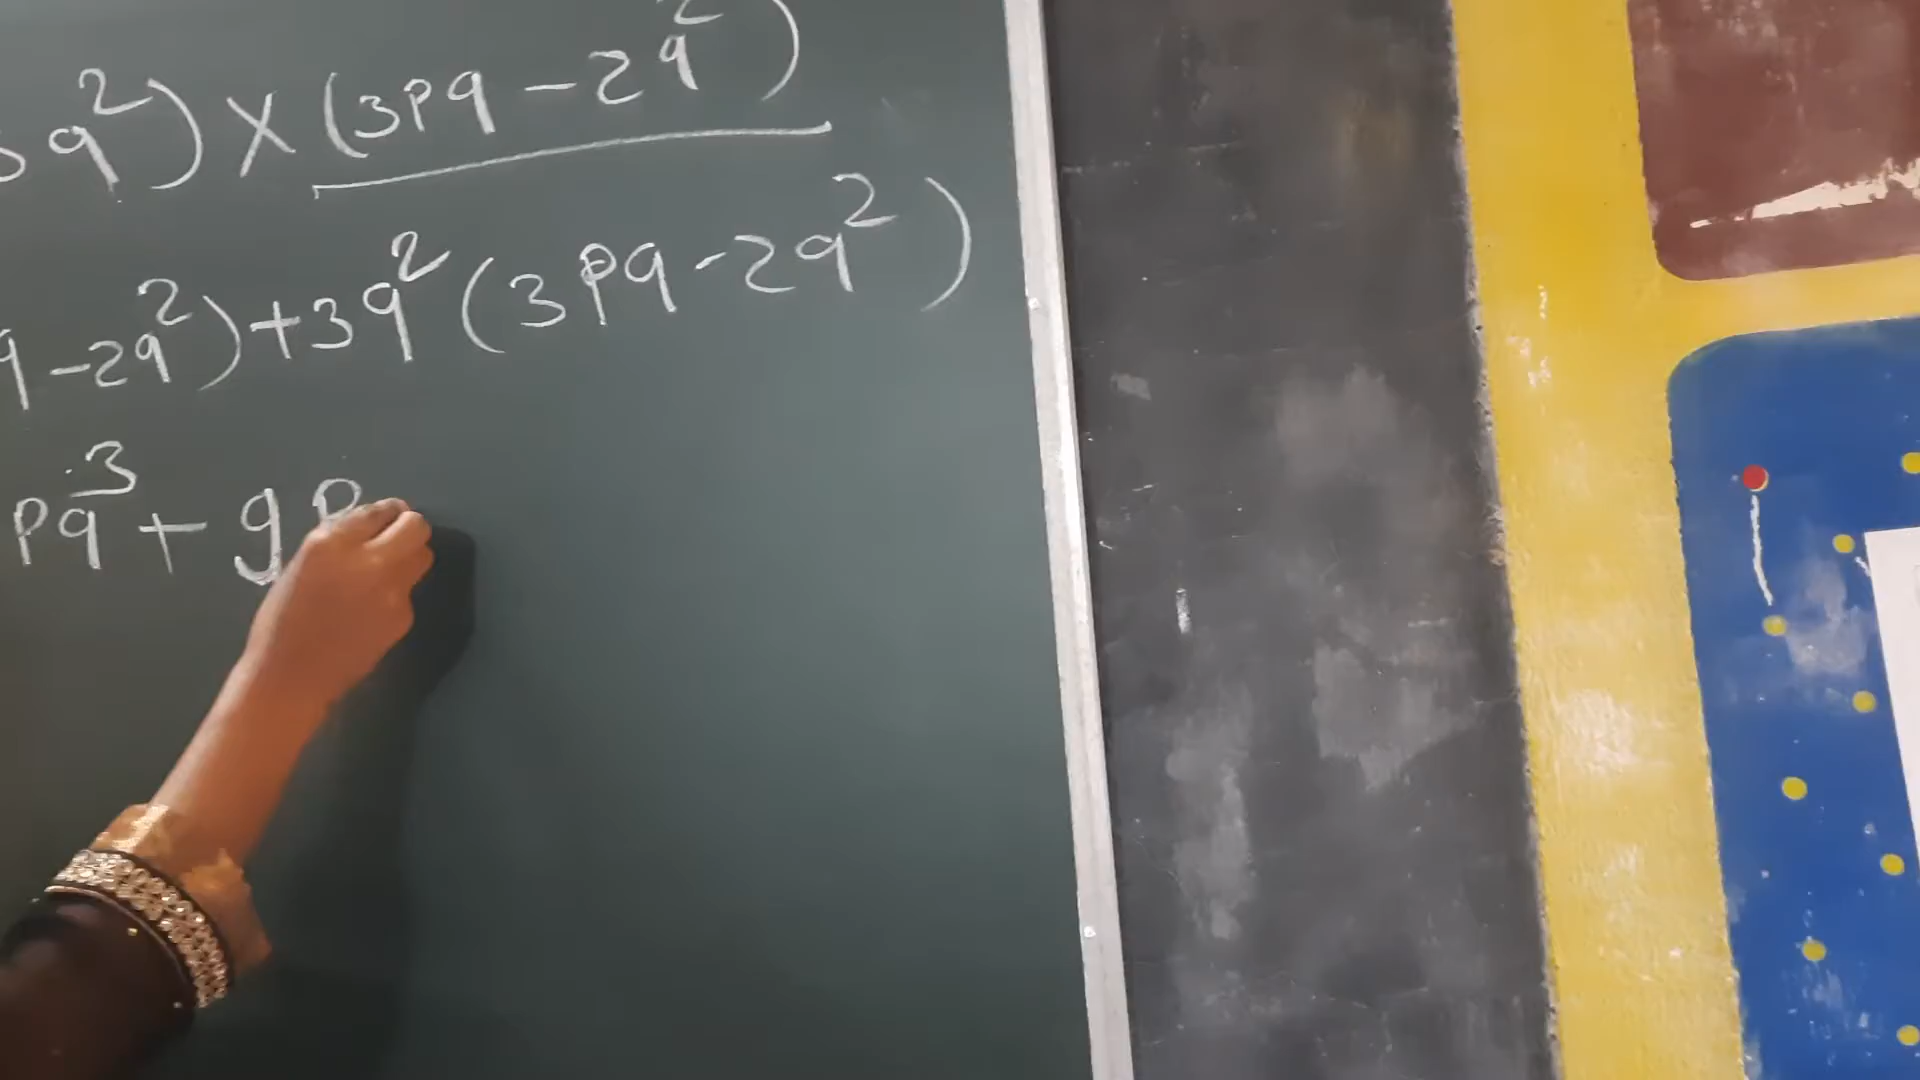 3q²) × (3pq - 2q²)
q - 2q²) + 3q² (3pq - 2q²)
pq³ + 9p